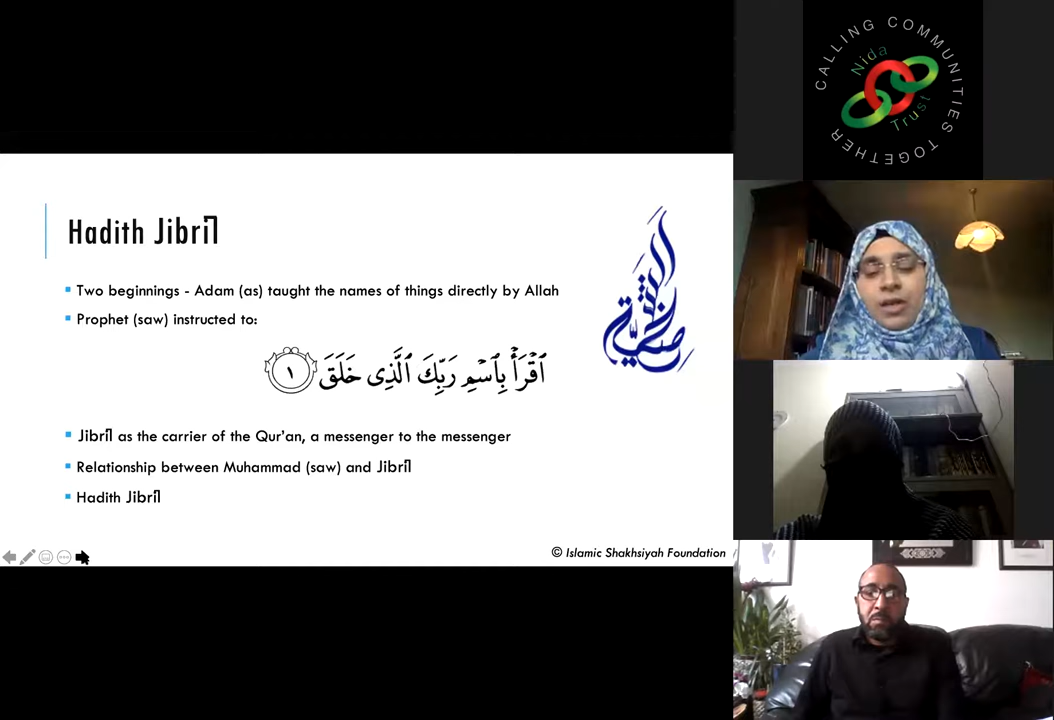 Hadith Jibrīl
Two beginnings - Adam (as) taught the names of things directly by Allah
Prophet (saw) instructed to:
ٱقۡرَأۡ بِٱسۡمِ رَبِّكَ ٱلَّذِى خَلَقَ ١
Jibrīl as the carrier of the Qur’an, a messenger to the messenger
Relationship between Muhammad (saw) and Jibrīl
Hadith Jibrīl
© Islamic Shakhsiyah Foundation
CALLING COMMUNITIES TOGETHER
Nida
Trust